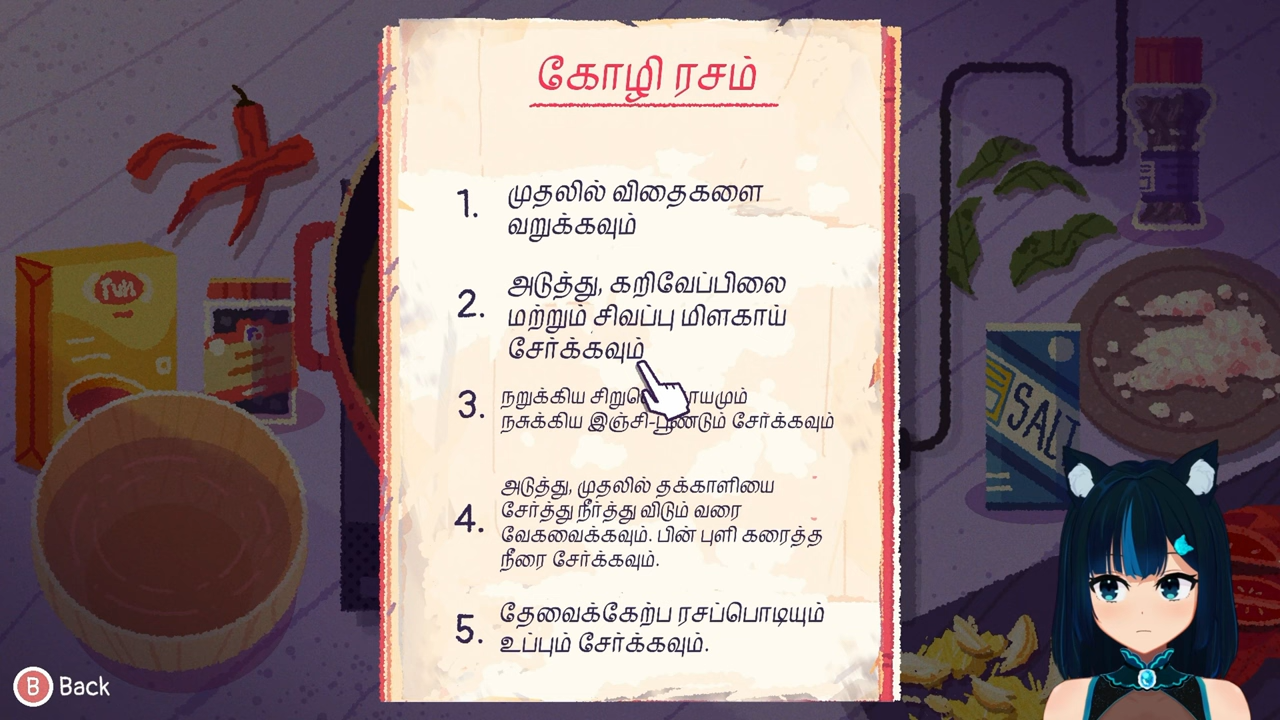 கோழி ரசம்
1. முதலில் விதைகளை
வறுக்கவும்
2. அடுத்து, கறிவேப்பிலை
மற்றும் சிவப்பு மிளகாய்
சேர்க்கவும்
3. நறுக்கிய
நசுக்கிய இஞ்சி-பூண்டும் சேர்க்கவும்
4. அடுத்து, முதலில் தக்காளியை
சேர்த்து நீர்த்து விடும் வரை
வேகவைக்கவும். பின் புளி கரைத்த
நீரை சேர்க்கவும்.
5. தேவைக்கேற்ப ரசப்பொடியும்
உப்பும் சேர்க்கவும்.
SALT
B Back